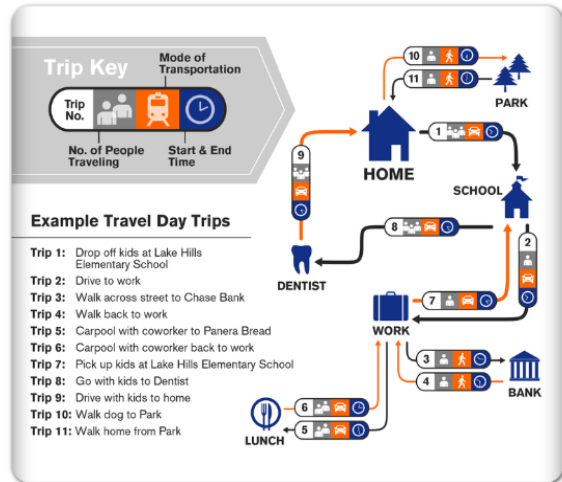 Trip Key
Mode of
Transportation
Trip
No.
No. of People
Traveling
Start & End
Time
Example Travel Day Trips
Trip 1: Drop off kids at Lake Hills
Elementary School
Trip 2: Drive to work
Trip 3: Walk across street to Chase Bank
Trip 4: Walk back to work
Trip 5: Carpool with coworker to Panera Bread
Trip 6: Carpool with coworker back to work
Trip 7: Pick up kids at Lake Hills Elementary School
Trip 8: Go with kids to Dentist
Trip 9: Drive with kids to home
Trip 10: Walk dog to Park
Trip 11: Walk home from Park
10
11
PARK
HOME
1
SCHOOL
9
8
DENTIST
2
7
WORK
3
4
BANK
6
5
LUNCH